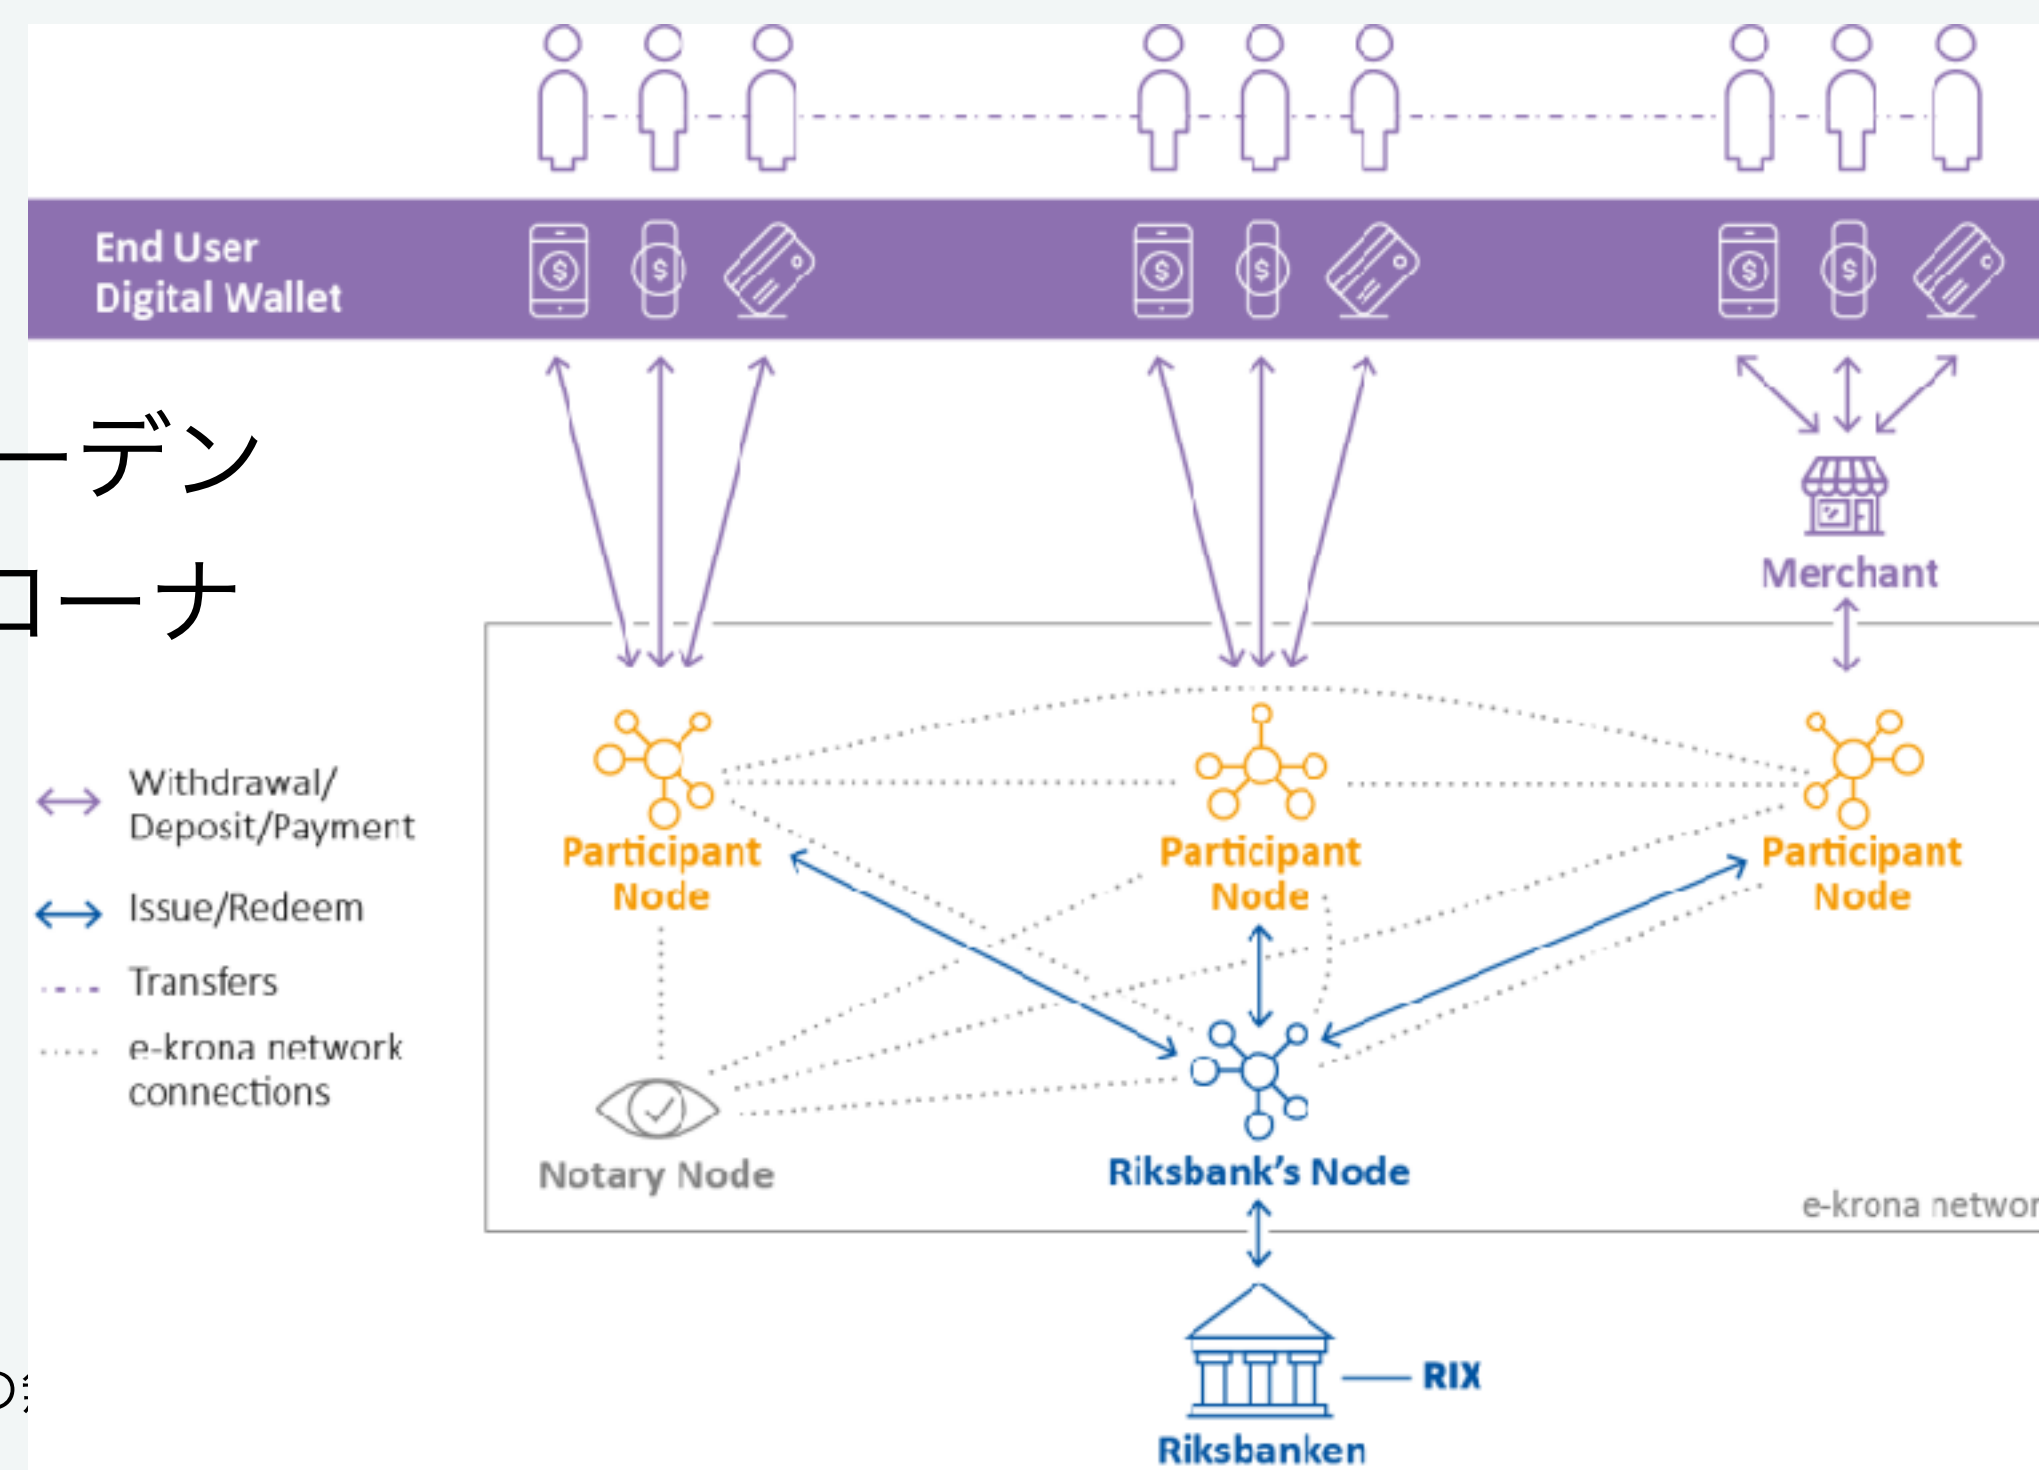 End User
Digital Wallet
ーデン
ローナ
Merchant
Withdrawal/
Deposit/Payment
Issue/Redeem
Transfers
e-krona network
connections
Participant
Node
Participant
Node
Participant
Node
Notary Node
Riksbank’s Node
e-krona networ
RIX
Riksbanken